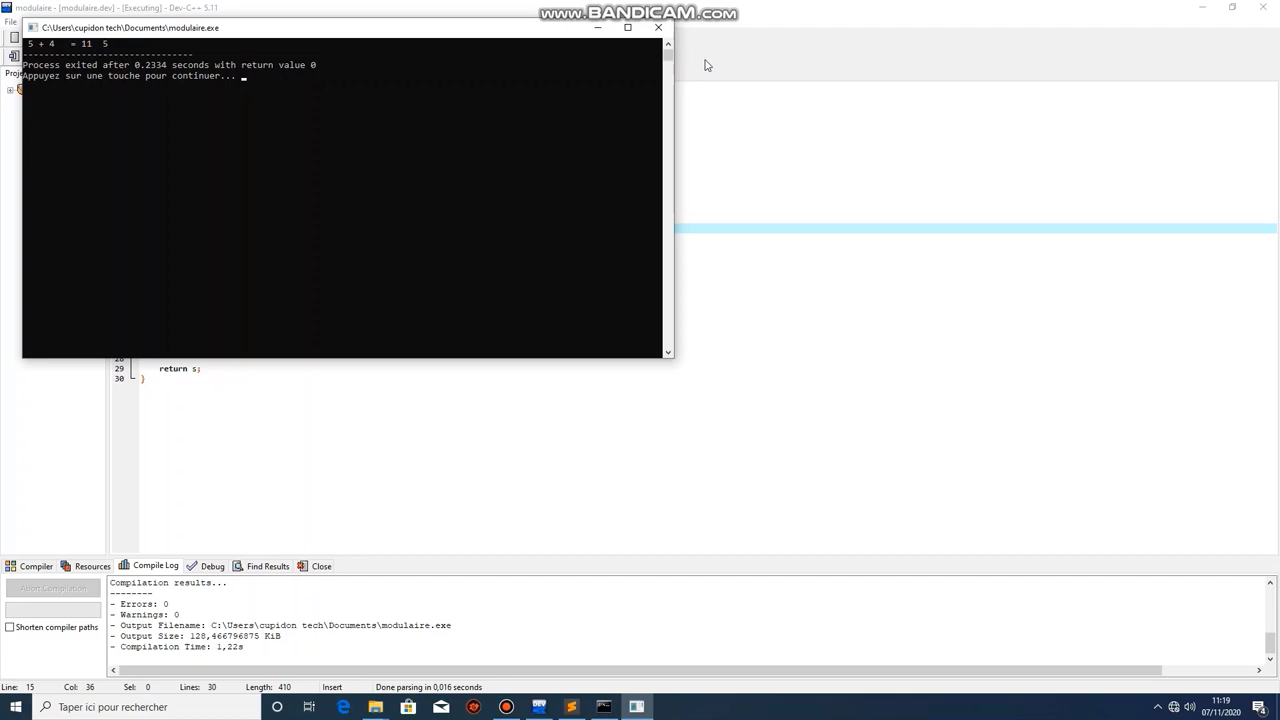 modulaire - [modulaire.dev] - [Executing] - Dev-C++ 5.11
WWW.BANDICAM.COM
File
C:\Users\cupidon tech\Documents\modulaire.exe
5 + 4   = 11  5
--------------------------------
Process exited after 0.2334 seconds with return value 0
Appuyez sur une touche pour continuer...
Proje
28
29 return s;
30 }
Compiler Resources Compile Log Debug Find Results Close
Abort Compilation
Shorten compiler paths
Compilation results...
--------
- Errors: 0
- Warnings: 0
- Output Filename: C:\Users\cupidon tech\Documents\modulaire.exe
- Output Size: 128,466796875 KiB
- Compilation Time: 1,22s
Line: 15 Col: 36 Sel: 0 Lines: 30 Length: 410 Insert Done parsing in 0,016 seconds
Taper ici pour rechercher
DEV
11:19
07/11/2020